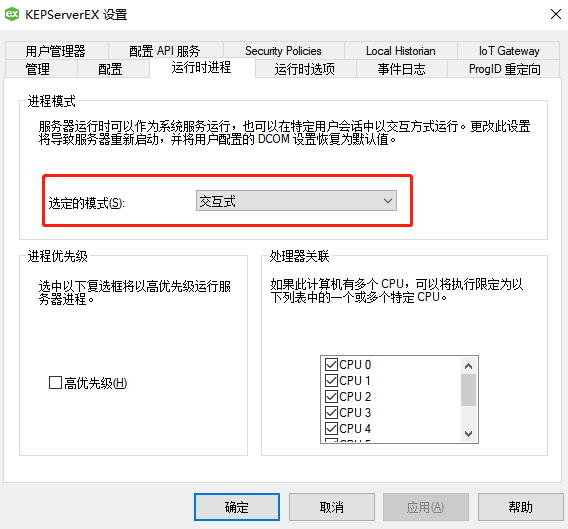 KEPServerEX 设置
用户管理器 配置 API 服务 Security Policies Local Historian IoT Gateway
管理 配置 运行时进程 运行时选项 事件日志 ProgID 重定向
进程模式
服务器运行时可以作为系统服务运行，也可以在特定用户会话中以交互方式运行。更改此设置
将导致服务器重新启动，并将用户配置的 DCOM 设置恢复为默认值。
选定的模式(S): 交互式
进程优先级
选中以下复选框将以高优先级运行服
务器进程。
高优先级(H)
处理器关联
如果此计算机有多个 CPU，可以将执行限定为以
下列表中的一个或多个特定 CPU。
CPU 0
CPU 1
CPU 2
CPU 3
CPU 4
确定 取消 应用(A) 帮助